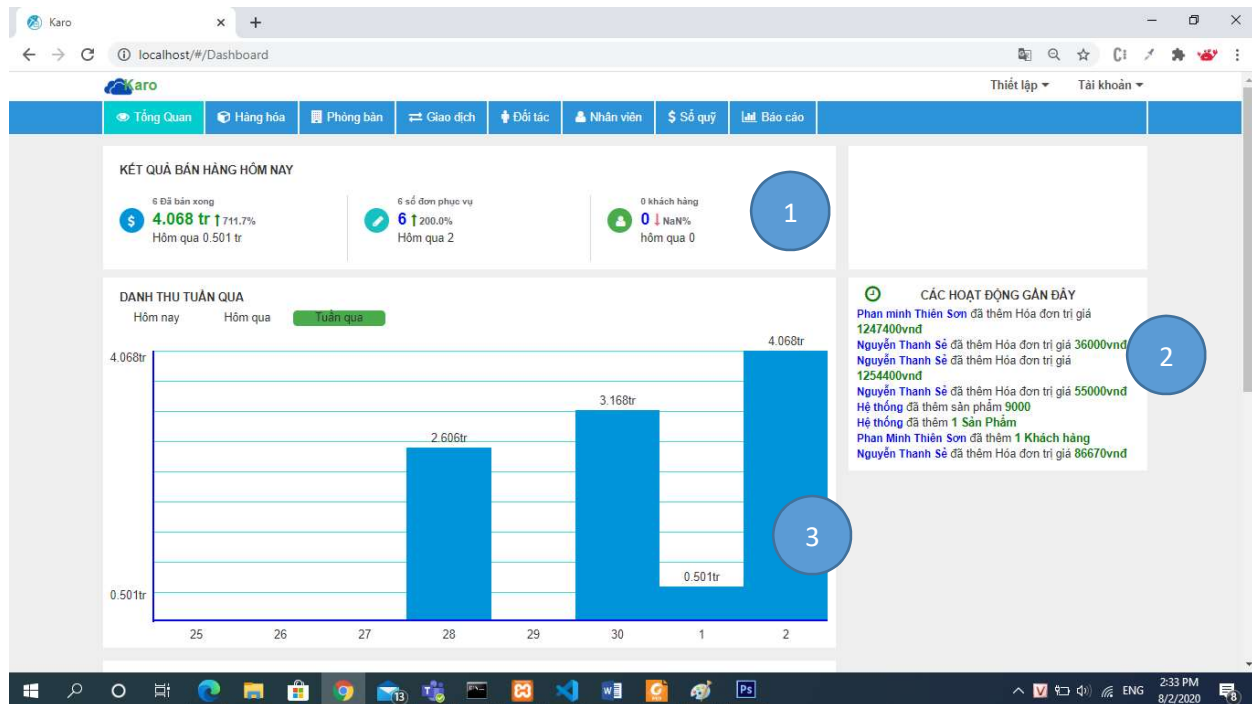 Karo
localhost/#/Dashboard
Karo
Thiết lập
Tài khoản
Tổng Quan
Hàng hóa
Phòng bàn
Giao dịch
Đối tác
Nhân viên
Sổ quỹ
Báo cáo
KẾT QUẢ BÁN HÀNG HÔM NAY
6 Đã bán xong
4.068 tr 711.7%
Hôm qua 0.501 tr
6 số đơn phục vụ
6 200.0%
Hôm qua 2
0 khách hàng
0 NaN%
hôm qua 0
1
DANH THU TUẦN QUA
Hôm nay
Hôm qua
Tuần qua
4.068tr
4.068tr
3.168tr
2.606tr
0.501tr
0.501tr
25 26 27 28 29 30 1 2
3
CÁC HOẠT ĐỘNG GẦN ĐÂY
Phan minh Thiên Sơn đã thêm Hóa đơn trị giá
1247400vnđ
Nguyễn Thanh Sẻ đã thêm Hóa đơn trị giá 36000vnđ
Nguyễn Thanh Sẻ đã thêm Hóa đơn trị giá
1254400vnđ
Nguyễn Thanh Sẻ đã thêm Hóa đơn trị giá 55000vnđ
Hệ thống đã thêm sản phẩm 9000
Hệ thống đã thêm 1 Sản Phẩm
Phan Minh Thiên Sơn đã thêm 1 Khách hàng
Nguyễn Thanh Sẻ đã thêm Hóa đơn trị giá 86670vnđ
2
13
Ps
ENG
2:33 PM
8/2/2020
8